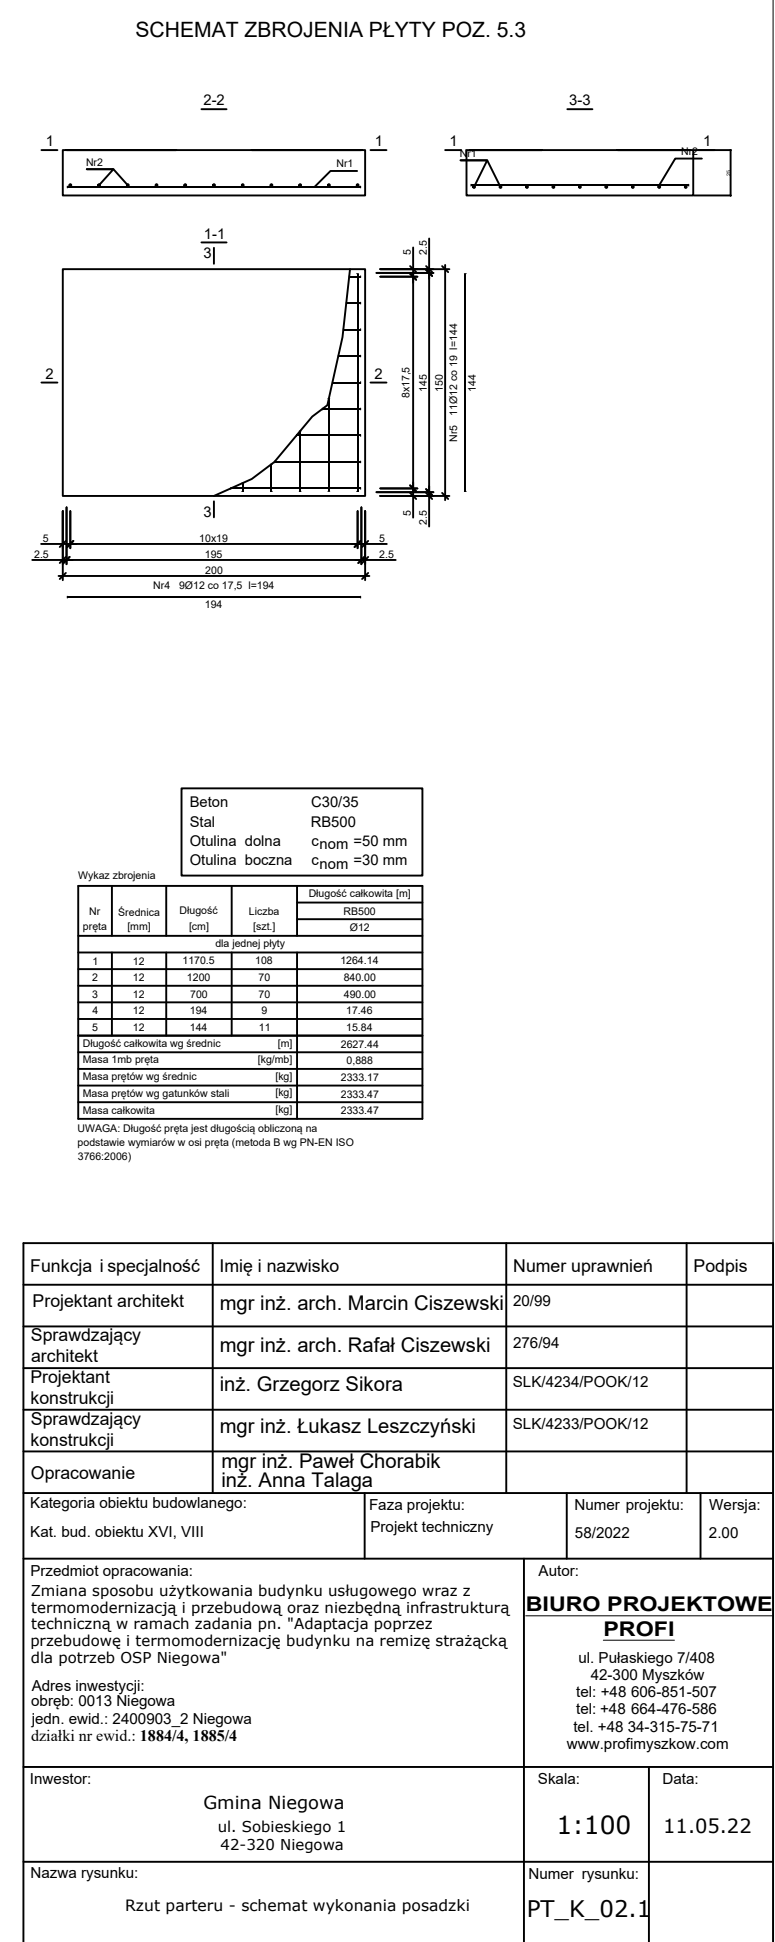 SCHEMAT ZBROJENIA PŁYTY POZ. 5.3
2-2
3-3
1
1
1
1
Nr2
Nr1
Nr1
Nr2
1-1
3
5
2.5
2
2
8x17,5
145
150
Nr5 11Ø12 co 19 l=144
144
3
5
2.5
5
10x19
5
2.5
195
2.5
200
Nr4 9Ø12 co 17,5 l=194
194
Beton C30/35
Stal RB500
Otulina dolna cnom =50 mm
Otulina boczna cnom =30 mm
Wykaz zbrojenia
Nr pręta Średnica [mm] Długość [cm] Liczba [szt.] Długość całkowita [m]
RB500
Ø12
dla jednej płyty
1 12 1170.5 108 1264.14
2 12 1200 70 840.00
3 12 700 70 490.00
4 12 194 9 17.46
5 12 144 11 15.84
Długość całkowita wg średnic [m] 2627.44
Masa 1mb pręta [kg/mb] 0,888
Masa prętów wg średnic [kg] 2333.17
Masa prętów wg gatunków stali [kg] 2333.47
Masa całkowita [kg] 2333.47
UWAGA: Długość pręta jest długością obliczoną na
podstawie wymiarów w osi pręta (metoda B wg PN-EN ISO
3766:2006)
Funkcja i specjalność Imię i nazwisko Numer uprawnień Podpis
Projektant architekt mgr inż. arch. Marcin Ciszewski 20/99
Sprawdzający architekt mgr inż. arch. Rafał Ciszewski 276/94
Projektant konstrukcji inż. Grzegorz Sikora SLK/4234/POOK/12
Sprawdzający konstrukcji mgr inż. Łukasz Leszczyński SLK/4233/POOK/12
Opracowanie mgr inż. Paweł Chorabik
inż. Anna Talaga
Kategoria obiektu budowlanego: Faza projektu: Numer projektu: Wersja:
Kat. bud. obiektu XVI, VIII Projekt techniczny 58/2022 2.00
Przedmiot opracowania:
Zmiana sposobu użytkowania budynku usługowego wraz z
termomodernizacją i przebudową oraz niezbędną infrastrukturą
techniczną w ramach zadania pn. "Adaptacja poprzez
przebudowę i termomodernizację budynku na remizę strażącką
dla potrzeb OSP Niegowa"
Adres inwestycji:
obręb: 0013 Niegowa
jedn. ewid.: 2400903_2 Niegowa
działki nr ewid.: 1884/4, 1885/4
Autor:
BIURO PROJEKTOWE
PROFI
ul. Pułaskiego 7/408
42-300 Myszków
tel: +48 606-851-507
tel: +48 664-476-586
tel. +48 34-315-75-71
www.profimyszkow.com
Inwestor:
Gmina Niegowa
ul. Sobieskiego 1
42-320 Niegowa
Skala: Data:
1:100 11.05.22
Nazwa rysunku: Numer rysunku:
Rzut parteru - schemat wykonania posadzki PT_K_02.1